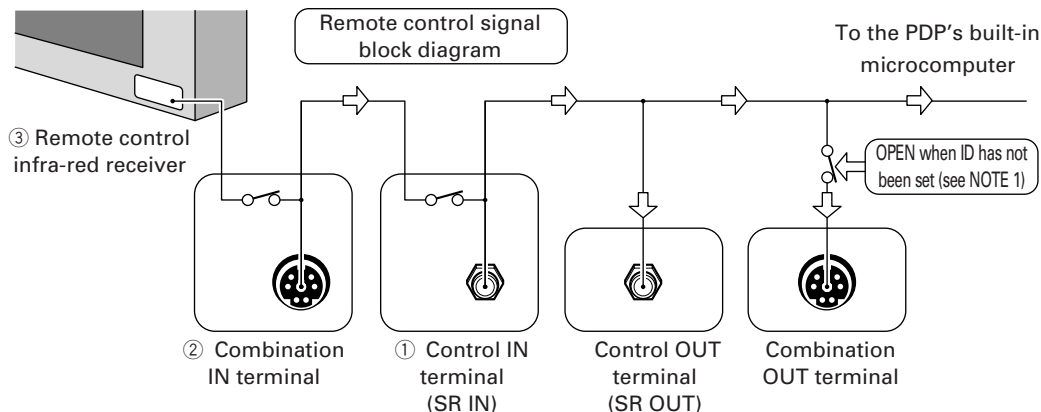 Remote control signal
block diagram
To the PDP's built-in
microcomputer
③ Remote control
infra-red receiver
OPEN when ID has not
been set (see NOTE 1)
② Combination
IN terminal
① Control IN
terminal
(SR IN)
Control OUT
terminal
(SR OUT)
Combination
OUT terminal